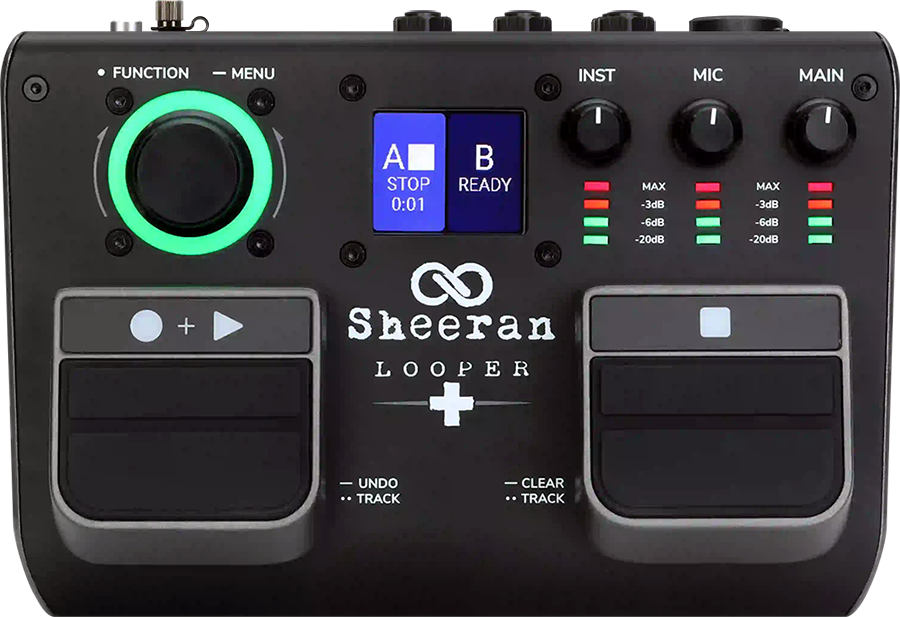 • FUNCTION — MENU
INST
MIC
MAIN
A
STOP
0:01
B
READY
MAX
-3dB
-6dB
-20dB
MAX
-3dB
-6dB
-20dB
Sheeran
LOOPER
+
— UNDO
•• TRACK
— CLEAR
•• TRACK